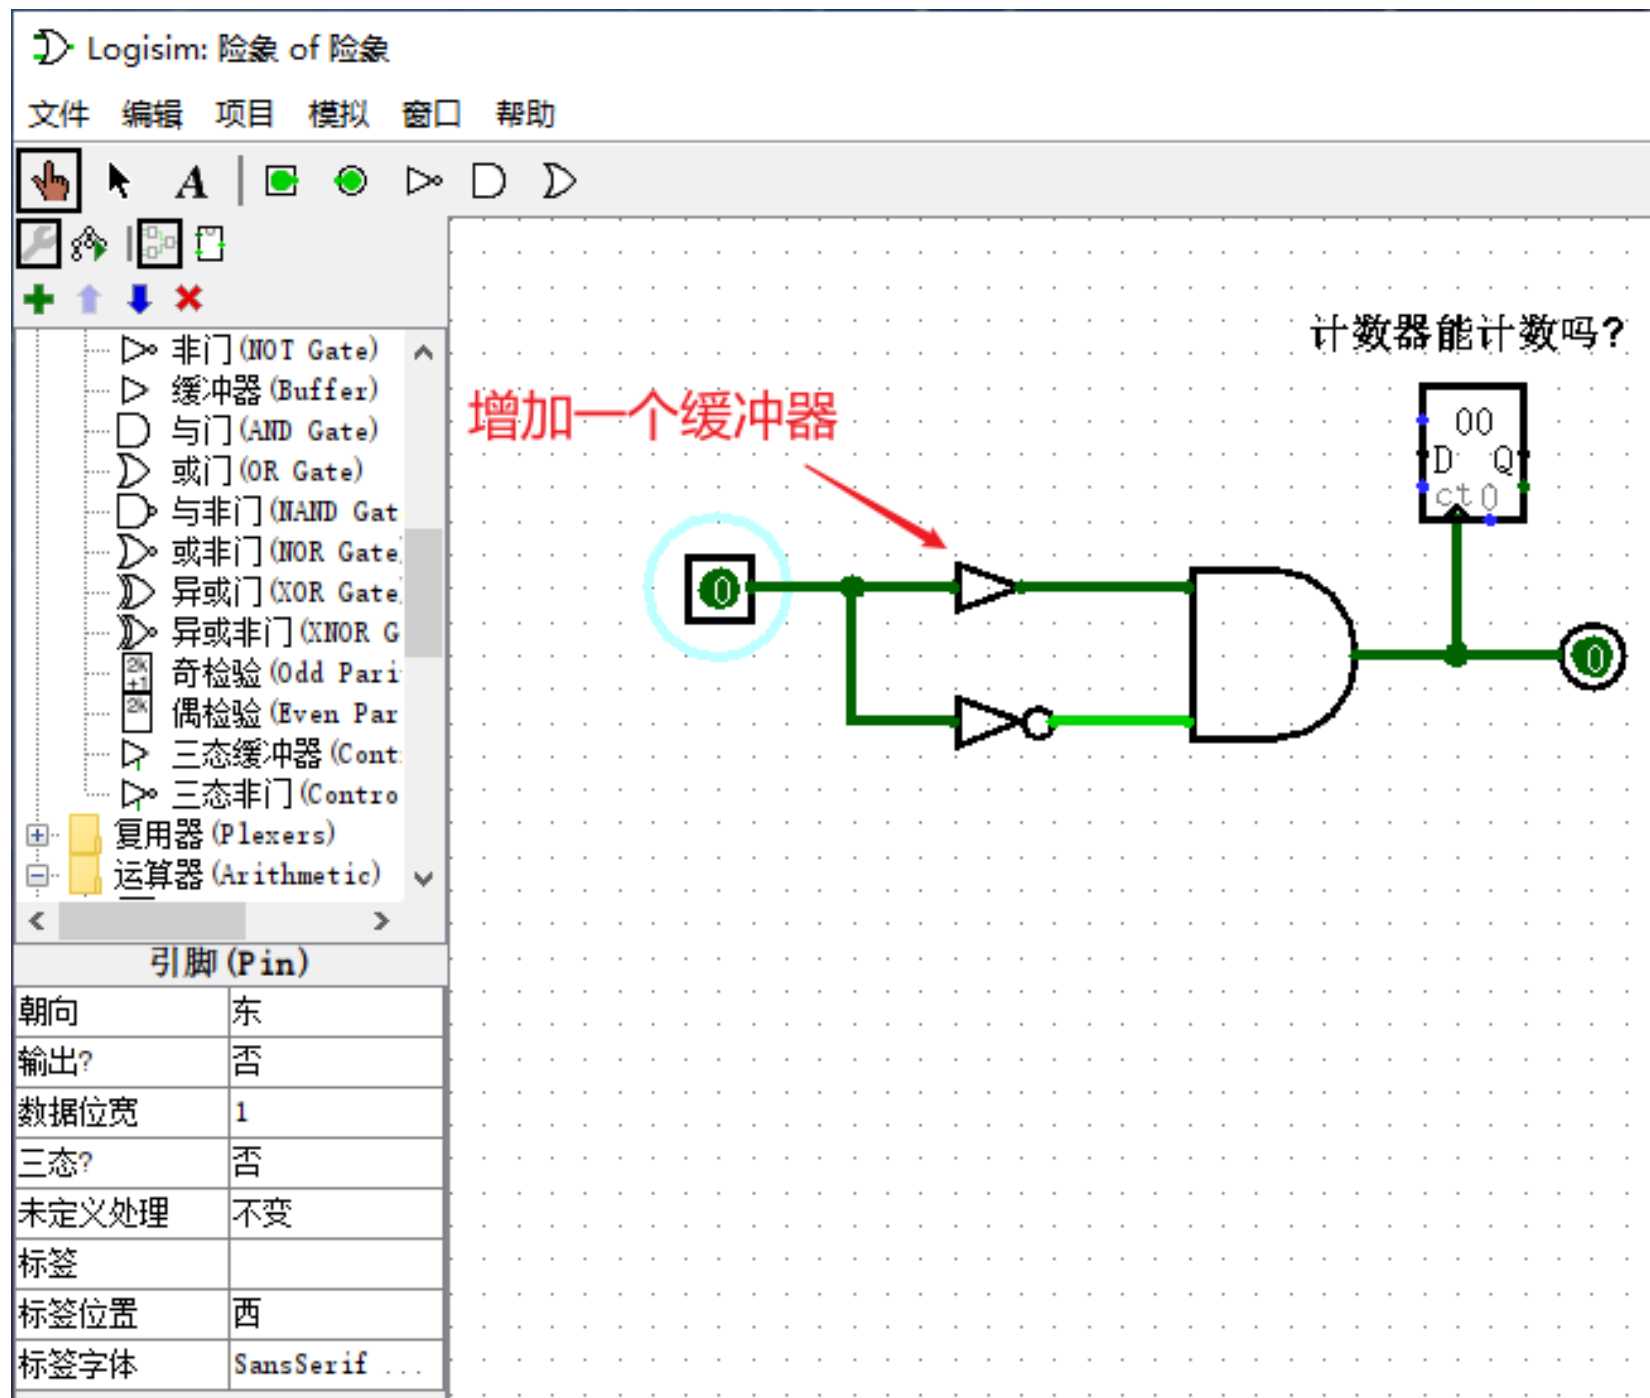 Logisim: 险象 of 险象
文件 编辑 项目 模拟 窗口 帮助
A
非门(NOT Gate)
缓冲器(Buffer)
与门(AND Gate)
或门(OR Gate)
与非门(NAND Gat
或非门(NOR Gate
异或门(XOR Gate
异或非门(XNOR G
2k+1 奇检验(Odd Pari
2k 偶检验(Even Par
三态缓冲器(Cont
三态非门(Contro
复用器(Plexers)
运算器(Arithmetic)
引脚(Pin)
朝向 东
输出? 否
数据位宽 1
三态? 否
未定义处理 不变
标签
标签位置 西
标签字体 SansSerif ...
计数器能计数吗?
增加一个缓冲器
00
D Q
ct 0
0
0